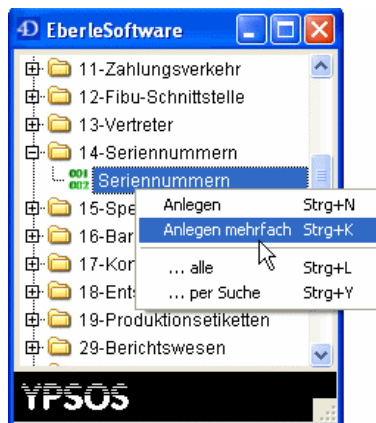 EberleSoftware
11-Zahlungsverkehr
12-Fibu-Schnittstelle
13-Vertreter
14-Seriennummern
001
002
Seriennummern
Anlegen Strg+N
15-Spe
Anlegen mehrfach Strg+K
16-Bar
17-Kor
... alle Strg+L
18-Ent
... per Suche Strg+Y
19-Produktionsetiketten
29-Berichtswesen
YPSOS